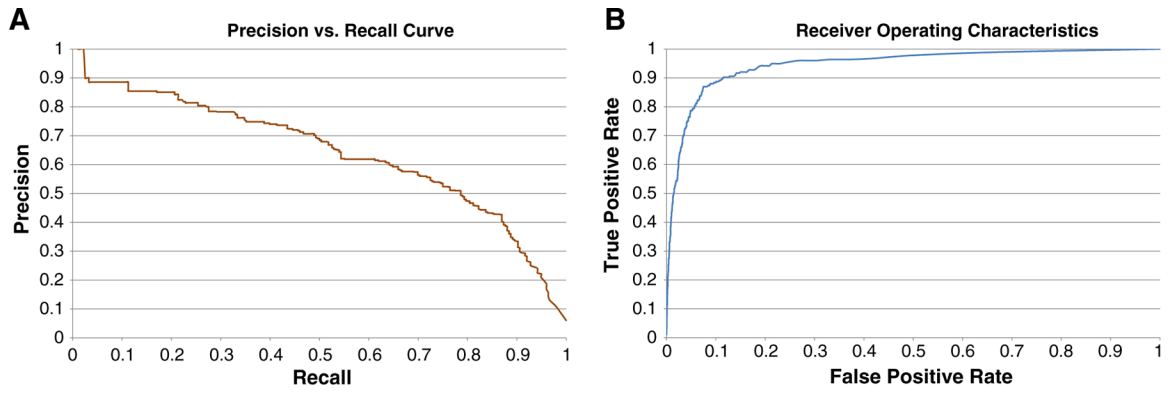 A
Precision vs. Recall Curve
1
0.9
0.8
0.7
0.6
0.5
0.4
0.3
0.2
0.1
0
Precision
0 0.1 0.2 0.3 0.4 0.5 0.6 0.7 0.8 0.9 1
Recall
B
Receiver Operating Characteristics
1
0.9
0.8
0.7
0.6
0.5
0.4
0.3
0.2
0.1
0
True Positive Rate
0 0.1 0.2 0.3 0.4 0.5 0.6 0.7 0.8 0.9 1
False Positive Rate